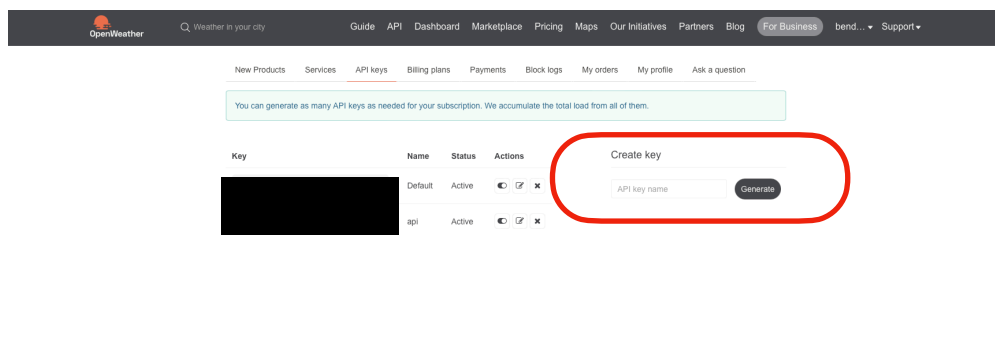 OpenWeather Weather in your city Guide API Dashboard Marketplace Pricing Maps Our Initiatives Partners Blog For Business bend... Support
New Products Services API keys Billing plans Payments Block logs My orders My profile Ask a question
You can generate as many API keys as needed for your subscription. We accumulate the total load from all of them.
Key Name Status Actions Create key
Default Active API key name Generate
api Active